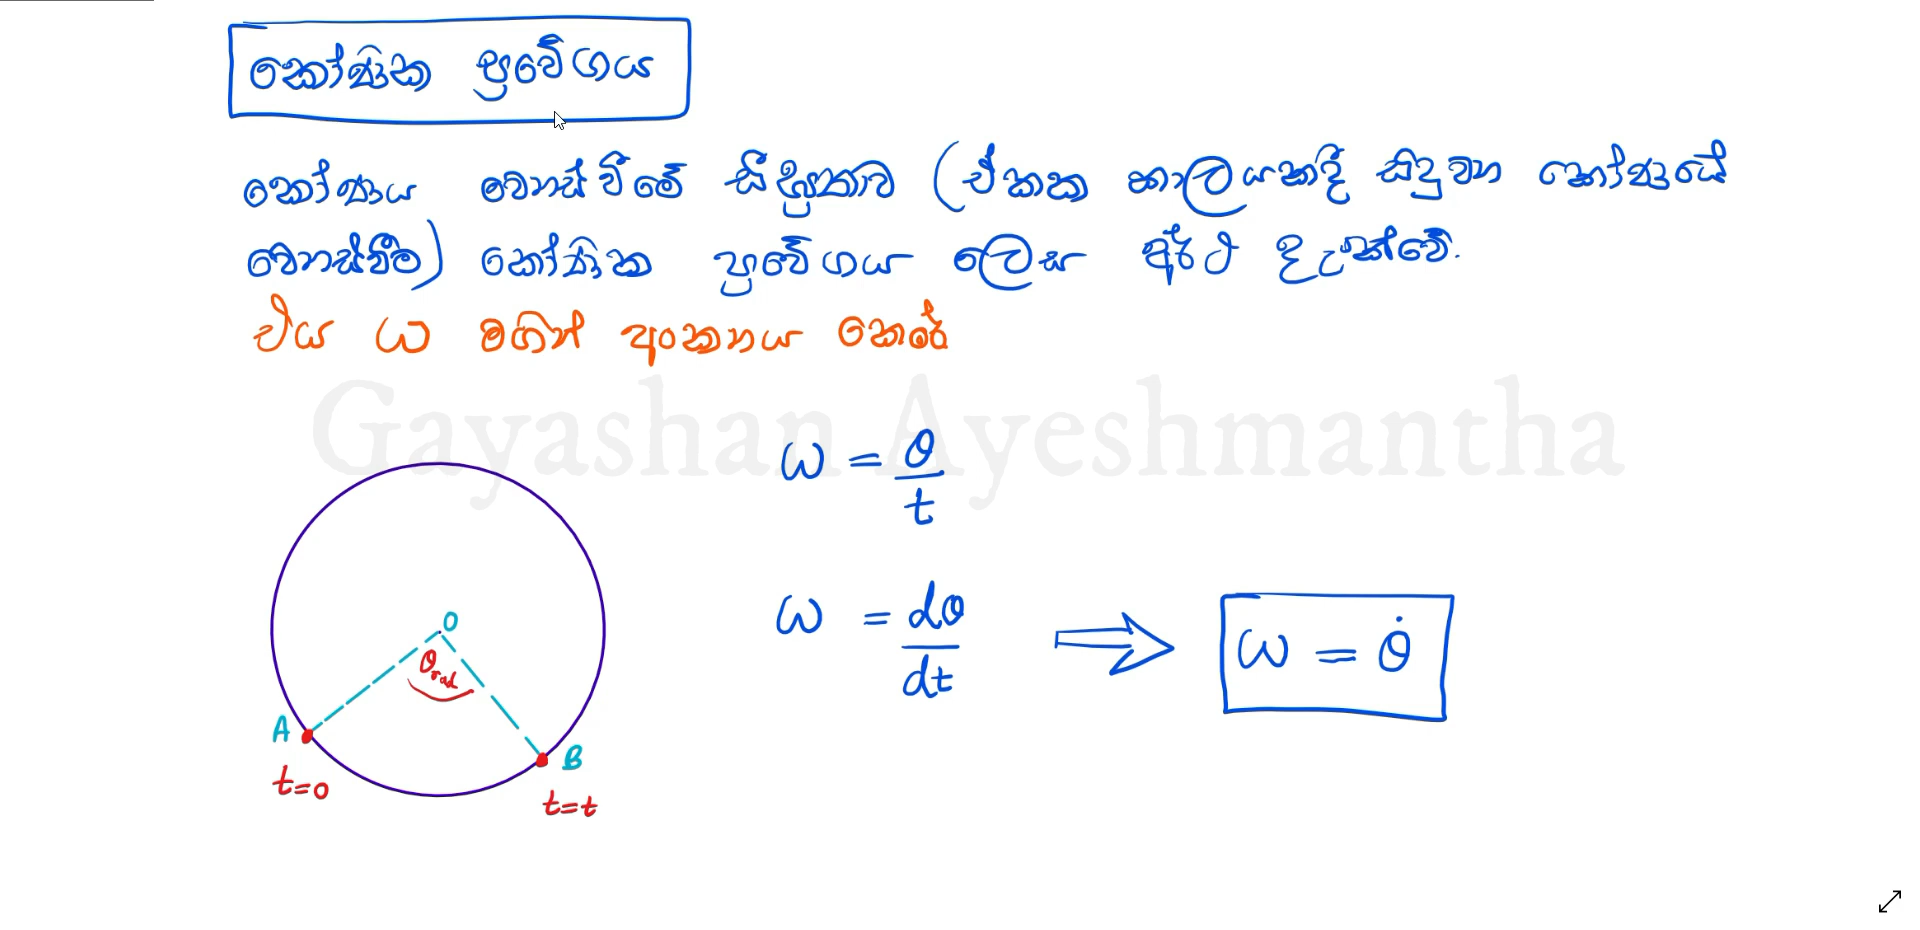 කෝණික ප්‍රවේගය
කෝණය වෙනස් වීමේ සීඝ්‍රතාව (ඒකක කාලයකදී සිදුවන කෝණයේ
වෙනස්වීම) කෝණික ප්‍රවේගය ලෙස අර්ථ දැක්වේ.
එය ω මගින් අංකනය කෙරේ
Gayashan Ayeshmantha
ω = θ/t
ω = dθ/dt ⇒ ω = θ̇
O
θrad
A
B
t=0
t=t